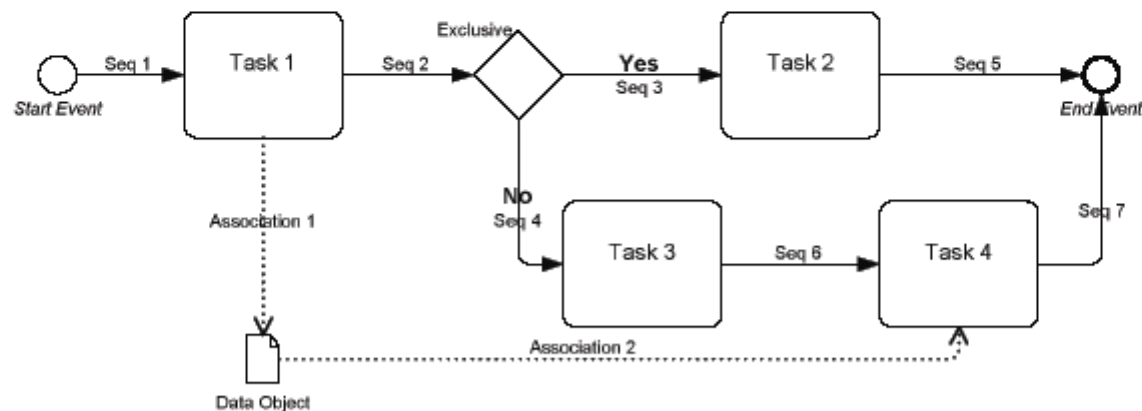 Exclusive
Seq 1
Task 1
Seq 2
Yes
Seq 3
Task 2
Seq 5
Start Event
End Event
No
Seq 4
Association 1
Task 3
Seq 6
Task 4
Seq 7
Association 2
Data Object